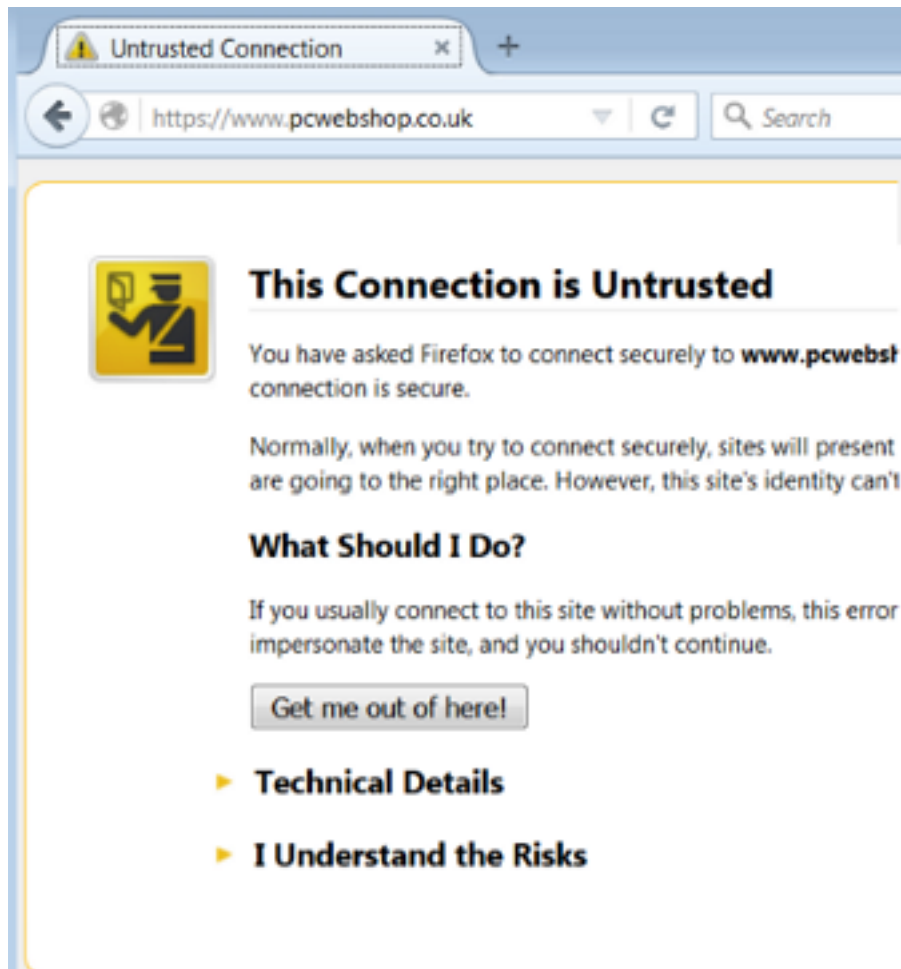 Untrusted Connection
https://www.pcwebshop.co.uk
Search
This Connection is Untrusted
You have asked Firefox to connect securely to www.pcwebsh
connection is secure.
Normally, when you try to connect securely, sites will present
are going to the right place. However, this site's identity can't
What Should I Do?
If you usually connect to this site without problems, this error
impersonate the site, and you shouldn't continue.
Get me out of here!
Technical Details
I Understand the Risks